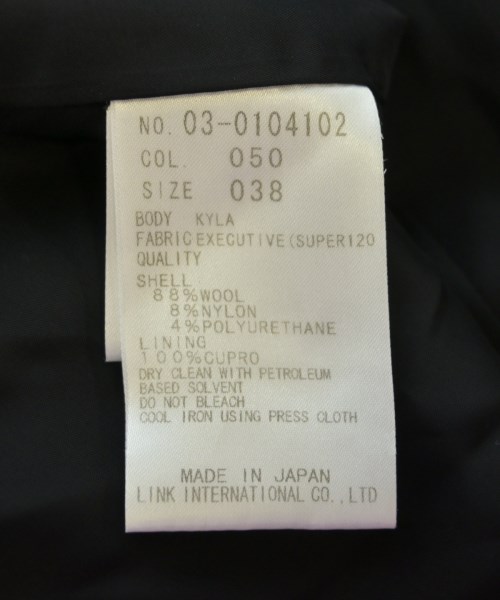 NO. 03-0104102
COL. 050
SIZE 038
BODY KYLA
FABRIC EXECUTIVE(SUPER120
QUALITY
SHELL
88%WOOL
8%NYLON
4%POLYURETHANE
LINING
100%CUPRO
DRY CLEAN WITH PETROLEUM
BASED SOLVENT
DO NOT BLEACH
COOL IRON USING PRESS CLOTH
MADE IN JAPAN
LINK INTERNATIONAL CO.,LTD